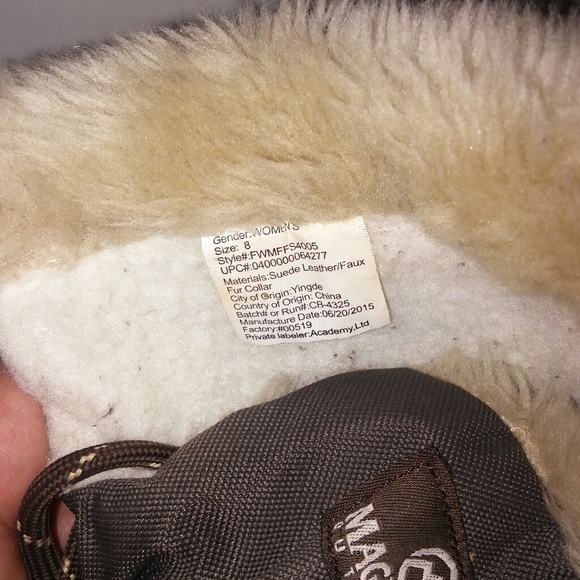 Gender:WOMEN'S
Size: 8
Style#:FWMFFS4005
UPC#:0400000064277
Materials:Suede Leather/Faux
Fur Collar
City of Origin:Yingde
Country of Origin: China
Batch# or Run#:CB-4325
Manufacture Date:06/20/2015
Factory:#00519
Private labeler:Academy,Ltd
MAG
OUT